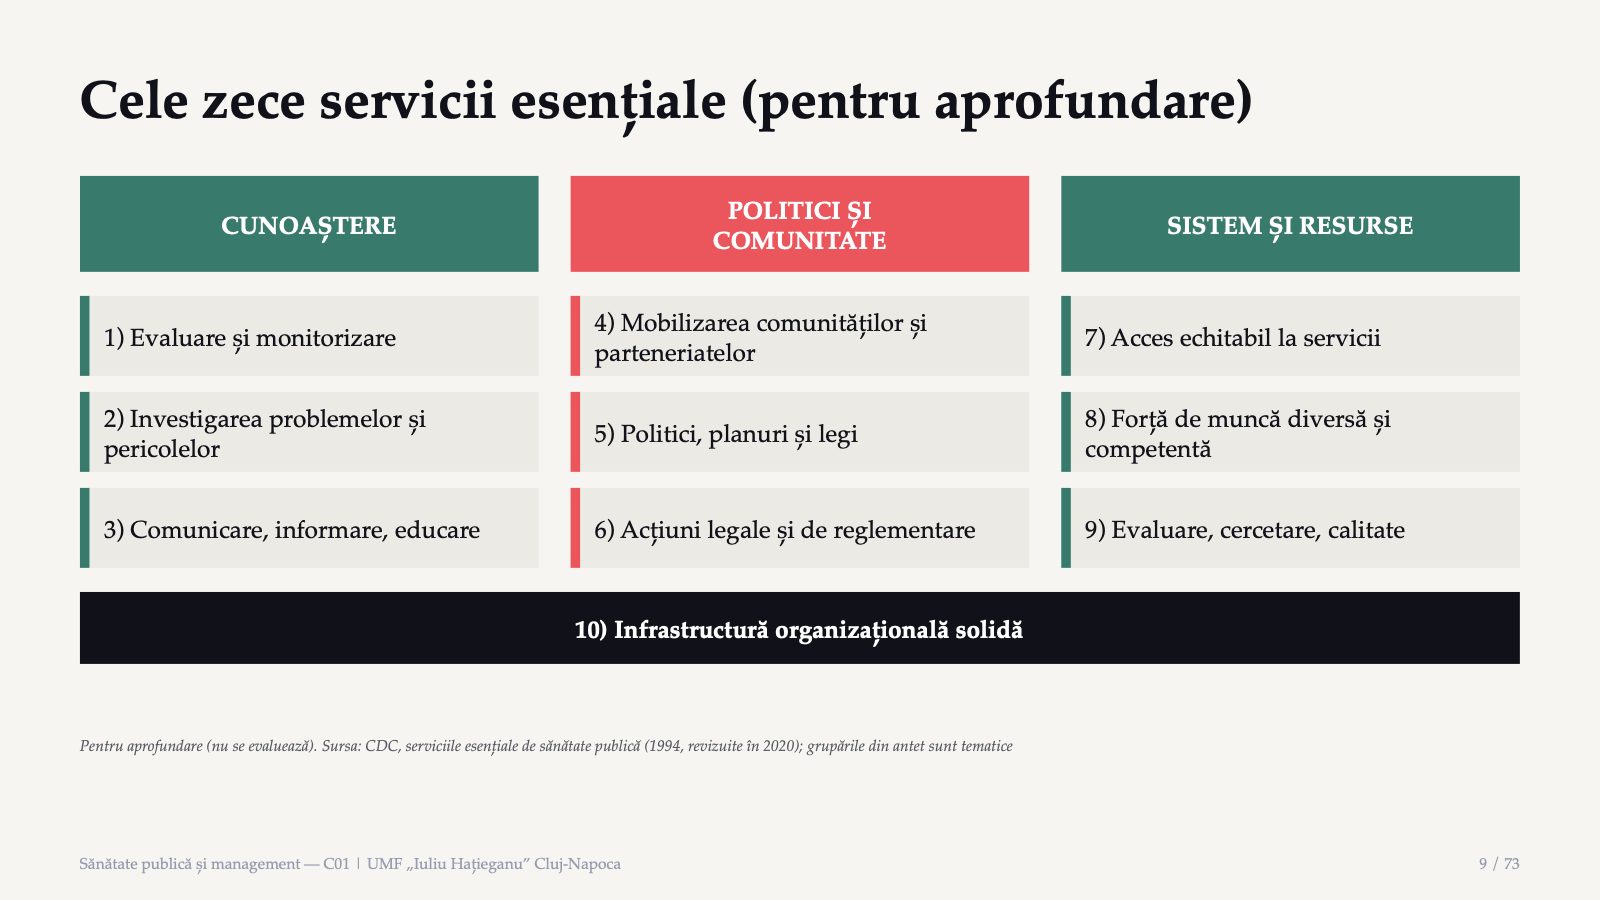 Cele zece servicii esențiale (pentru aprofundare)
CUNOAȘTERE
1) Evaluare și monitorizare
2) Investigarea problemelor și
pericolelor
3) Comunicare, informare, educare
POLITICI ȘI
COMUNITATE
4) Mobilizarea comunităților și
parteneriatelor
5) Politici, planuri și legi
6) Acțiuni legale și de reglementare
SISTEM ȘI RESURSE
7) Acces echitabil la servicii
8) Forță de muncă diversă și
competentă
9) Evaluare, cercetare, calitate
10) Infrastructură organizațională solidă
Pentru aprofundare (nu se evaluează). Sursa: CDC, serviciile esențiale de sănătate publică (1994, revizuite în 2020); grupările din antet sunt tematice
Sănătate publică și management — C01 | UMF „Iuliu Hațieganu” Cluj-Napoca
9 / 73